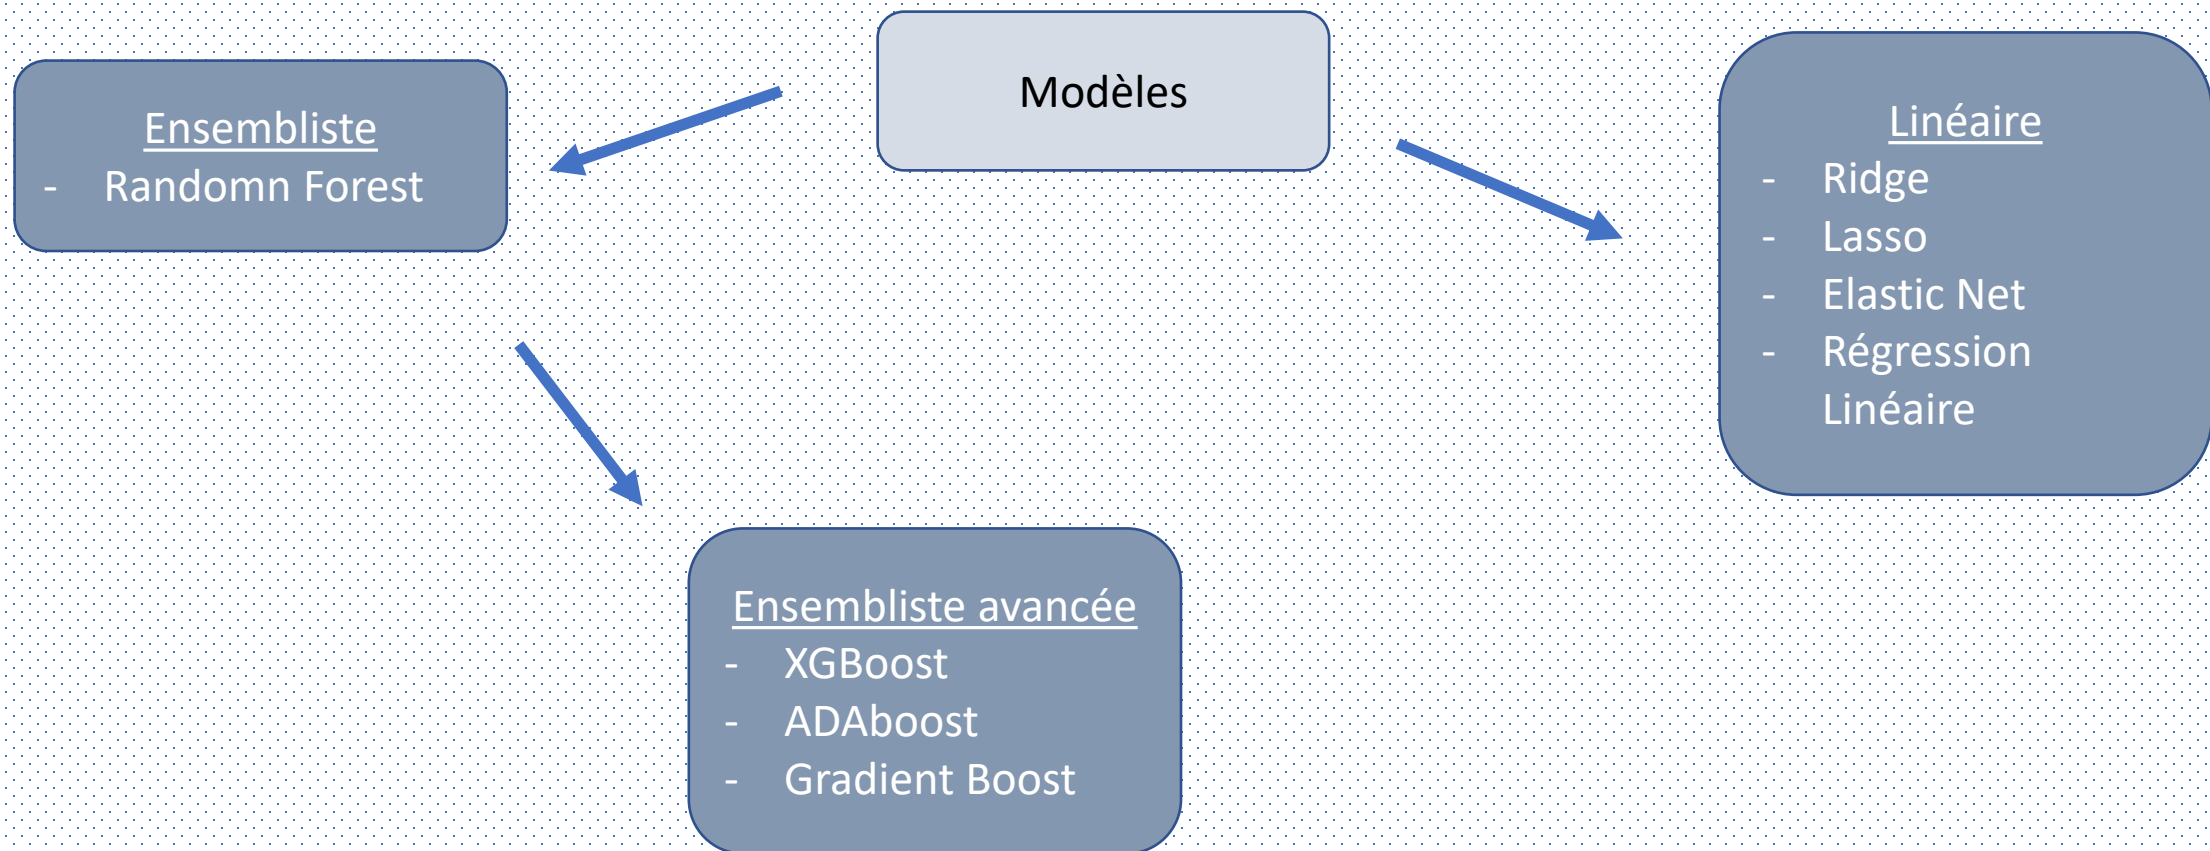 Modèles
Ensembliste
- Randomn Forest
Linéaire
- Ridge
- Lasso
- Elastic Net
- Régression
Linéaire
Ensembliste avancée
- XGBoost
- ADAboost
- Gradient Boost